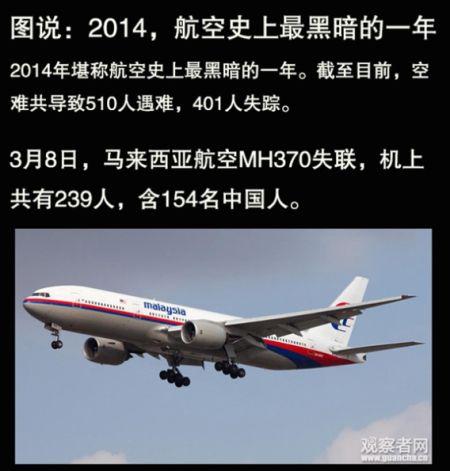 图说：2014，航空史上最黑暗的一年
2014年堪称航空史上最黑暗的一年。截至目前，空
难共导致510人遇难，401人失踪。
3月8日，马来西亚航空MH370失联，机上
共有239人，含154名中国人。
malaysia
观察者网
www.guancha.cn